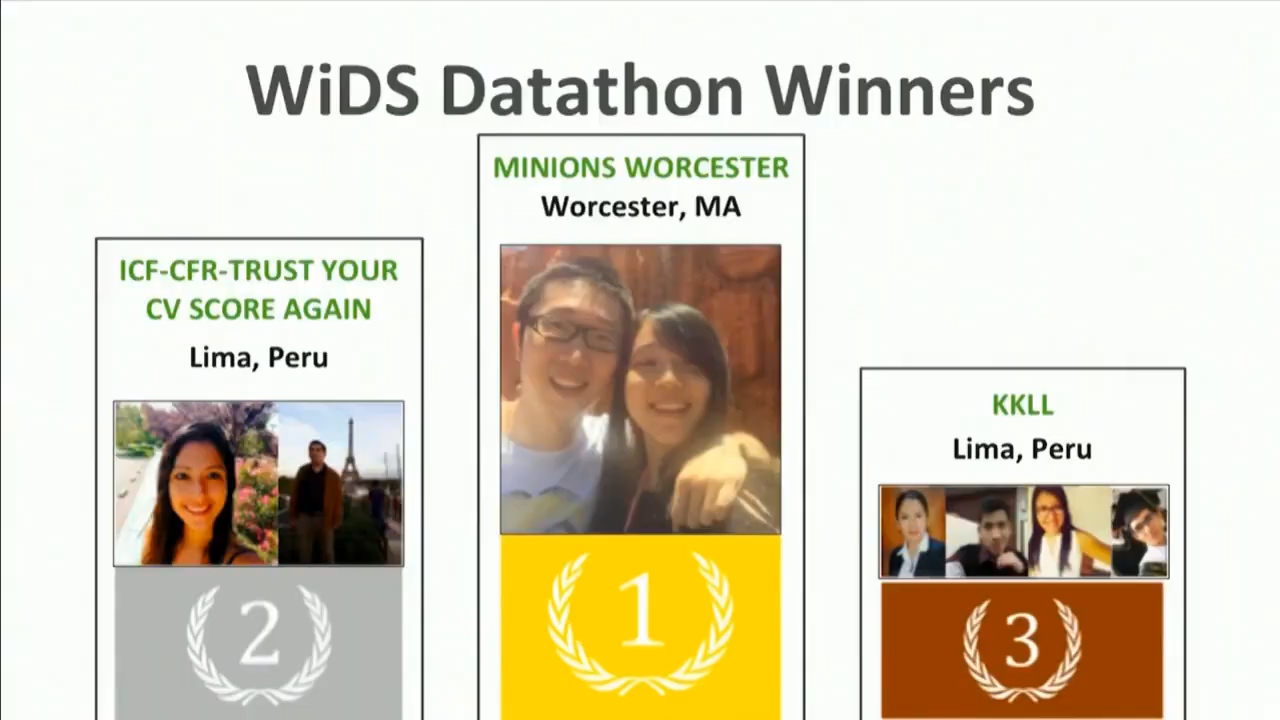 WiDS Datathon Winners
MINIONS WORCESTER
Worcester, MA
1
ICF-CFR-TRUST YOUR
CV SCORE AGAIN
Lima, Peru
2
KKLL
Lima, Peru
3